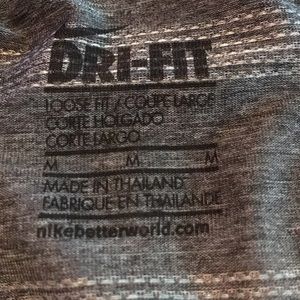 DRI-FIT
LOOSE FIT / COUPE LARGE
CORTE HOLGADO
CORTE LARGO
M M M
MADE IN THAILAND
FABRIQUE EN THAILANDE
nikebetterworld.com